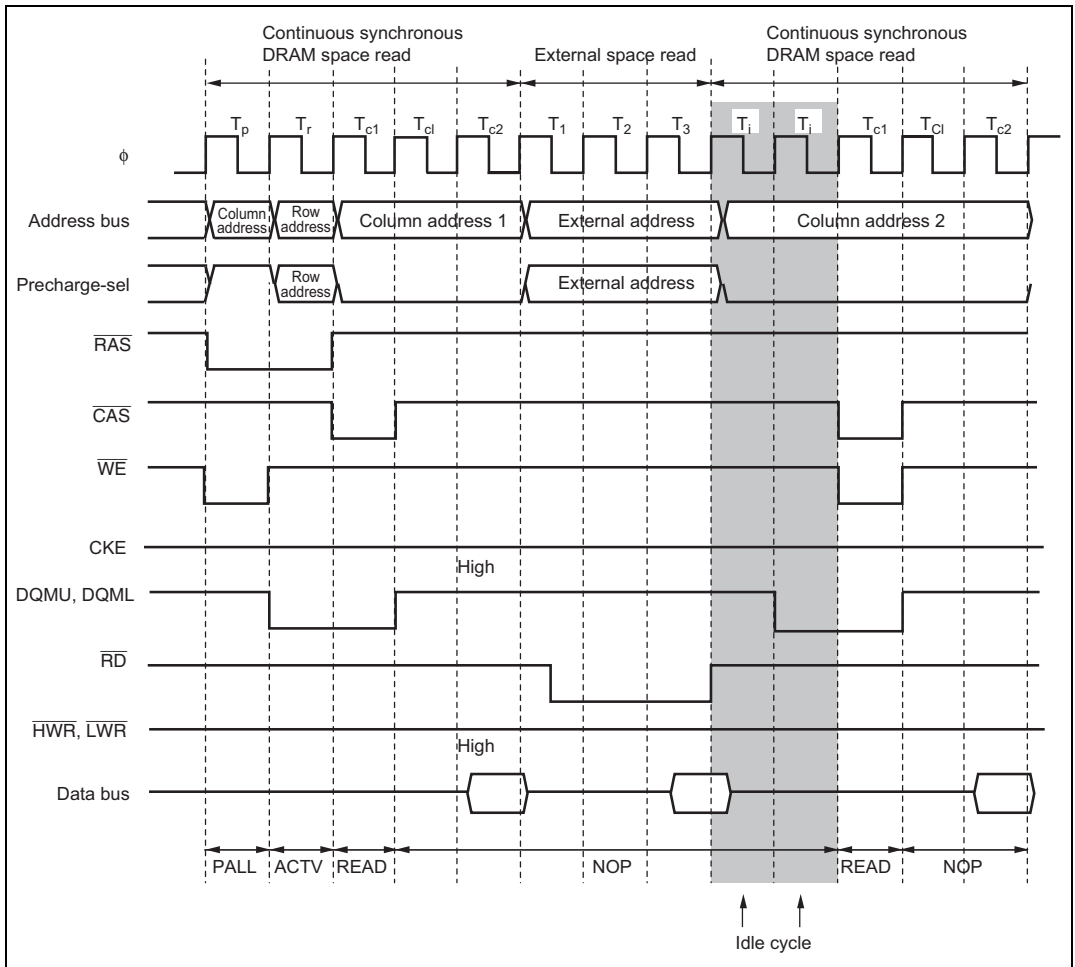 Continuous synchronous
DRAM space read
External space read
Continuous synchronous
DRAM space read
Tp Tr Tc1 Tcl Tc2 T1 T2 T3 Ti Ti Tc1 TCl Tc2
ϕ
Address bus
Column address
Row address
Column address 1
External address
Column address 2
Precharge-sel
Row address
External address
RAS
CAS
WE
CKE
High
DQMU, DQML
RD
HWR, LWR
High
Data bus
PALL ACTV READ NOP READ NOP
Idle cycle